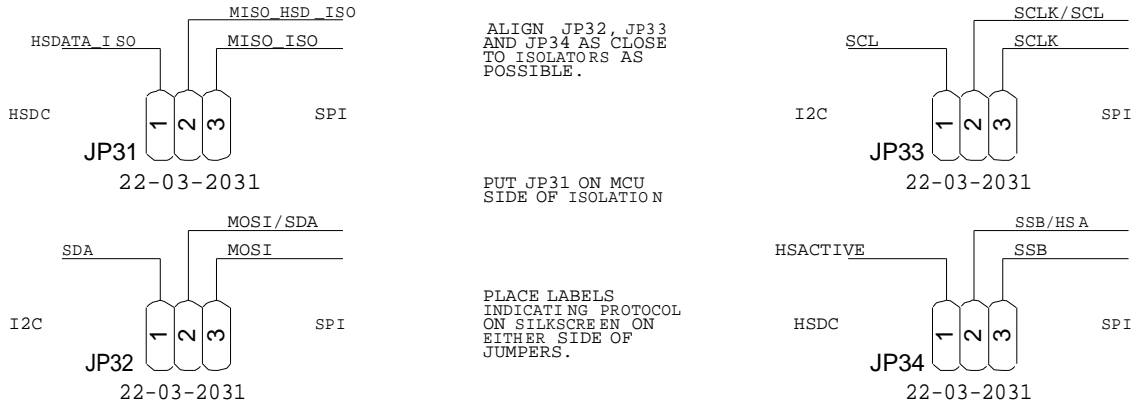 MISO_HSD_ISO
HSDATA_ISO
MISO_ISO
HSDC
1 2 3
SPI
JP31
22-03-2031
MOSI/SDA
SDA
MOSI
I2C
1 2 3
SPI
JP32
22-03-2031
ALIGN JP32, JP33
AND JP34 AS CLOSE
TO ISOLATORS AS
POSSIBLE.
PUT JP31 ON MCU
SIDE OF ISOLATION
PLACE LABELS
INDICATING PROTOCOL
ON SILKSCREEN ON
EITHER SIDE OF
JUMPERS.
SCLK/SCL
SCL
SCLK
I2C
1 2 3
SPI
JP33
22-03-2031
SSB/HSA
HSACTIVE
SSB
HSDC
1 2 3
SPI
JP34
22-03-2031